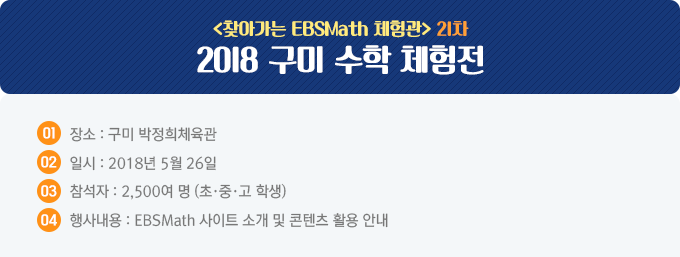 <찾아가는 EBSMath 체험관> 21차
2018 구미 수학 체험전
01 장소 : 구미 박정희체육관
02 일시 : 2018년 5월 26일
03 참석자 : 2,500여 명 (초·중·고 학생)
04 행사내용 : EBSMath 사이트 소개 및 콘텐츠 활용 안내